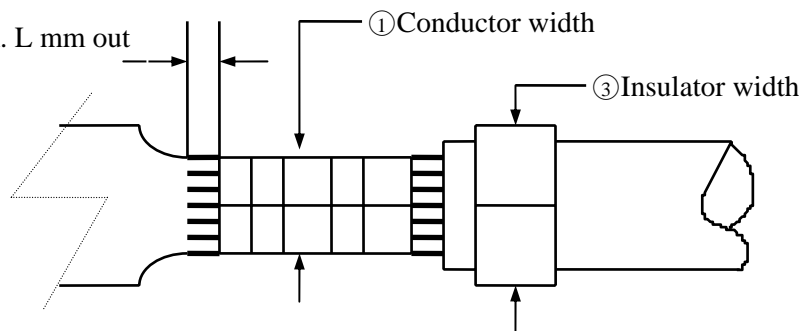 ①Conductor width
. L mm out
③Insulator width